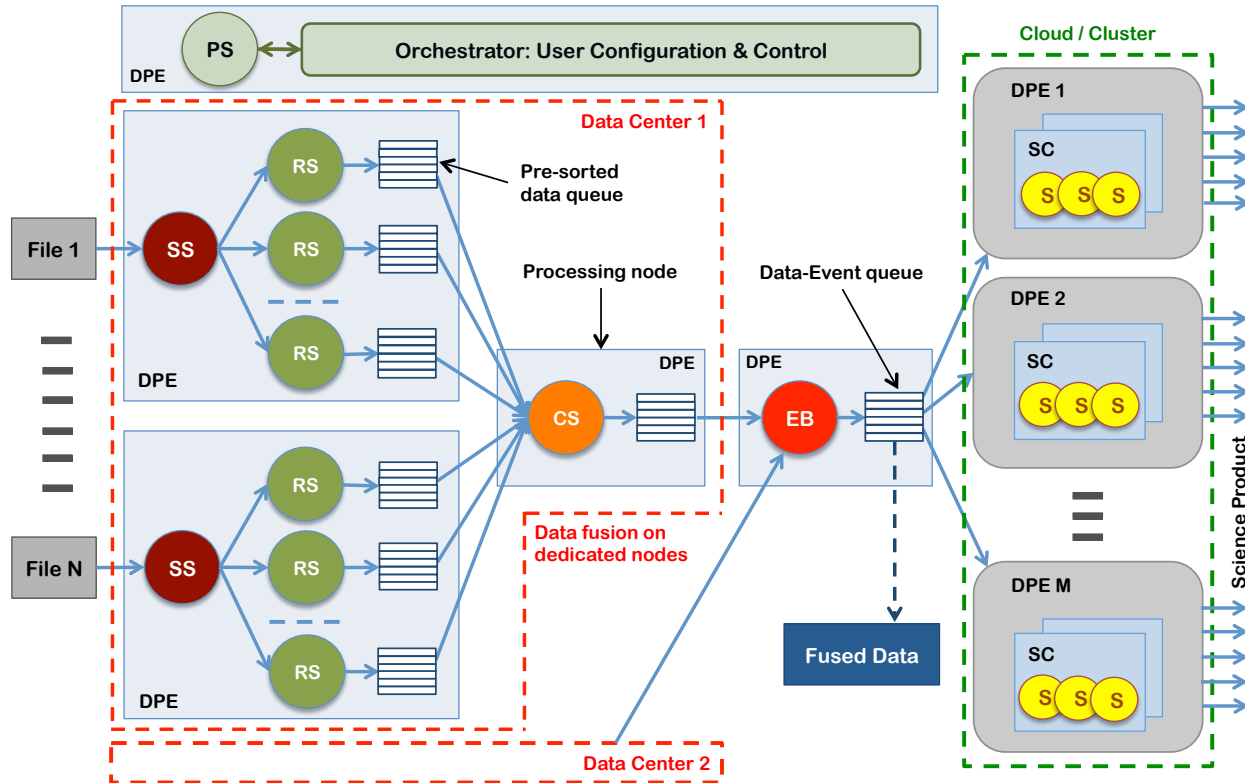 PS
Orchestrator: User Configuration & Control
DPE
Cloud / Cluster
Data Center 1
File 1
SS
RS
RS
RS
DPE
Pre-sorted
data queue
Processing node
Data-Event queue
File N
SS
RS
RS
RS
DPE
DPE
CS
DPE
EB
Data fusion on
dedicated nodes
Fused Data
Data Center 2
DPE 1
SC
S S S
DPE 2
SC
S S S
DPE M
SC
S S S
Science Product